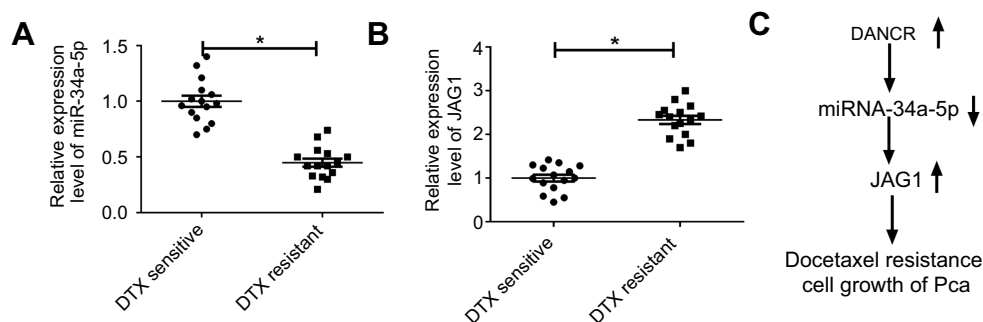 A
Relative expression
level of miR-34a-5p
1.5
1.0
0.5
0.0
*
DTX sensitive
DTX resistant
B
Relative expression
level of JAG1
4
3
2
1
0
*
DTX sensitive
DTX resistant
C
DANCR
miRNA-34a-5p
JAG1
Docetaxel resistance
cell growth of Pca